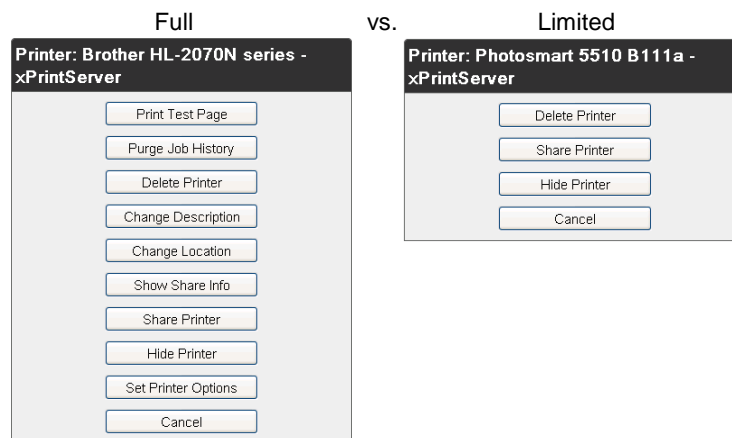 Full vs. Limited
Printer: Brother HL-2070N series -
xPrintServer
Print Test Page
Purge Job History
Delete Printer
Change Description
Change Location
Show Share Info
Share Printer
Hide Printer
Set Printer Options
Cancel
Printer: Photosmart 5510 B111a -
xPrintServer
Delete Printer
Share Printer
Hide Printer
Cancel